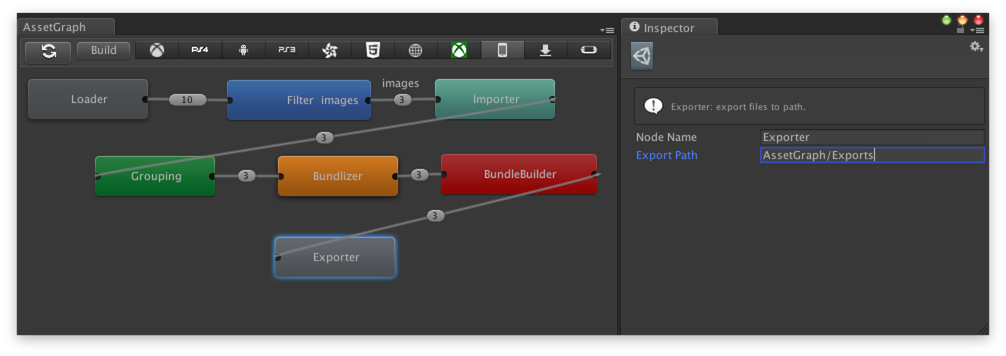 AssetGraph
Build PS4 PS3
Loader 10 Filter images images 3 Importer
3
Grouping 3 Bundlizer 3 BundleBuilder
3
Exporter
Inspector
Exporter: export files to path.
Node Name Exporter
Export Path AssetGraph/Exports